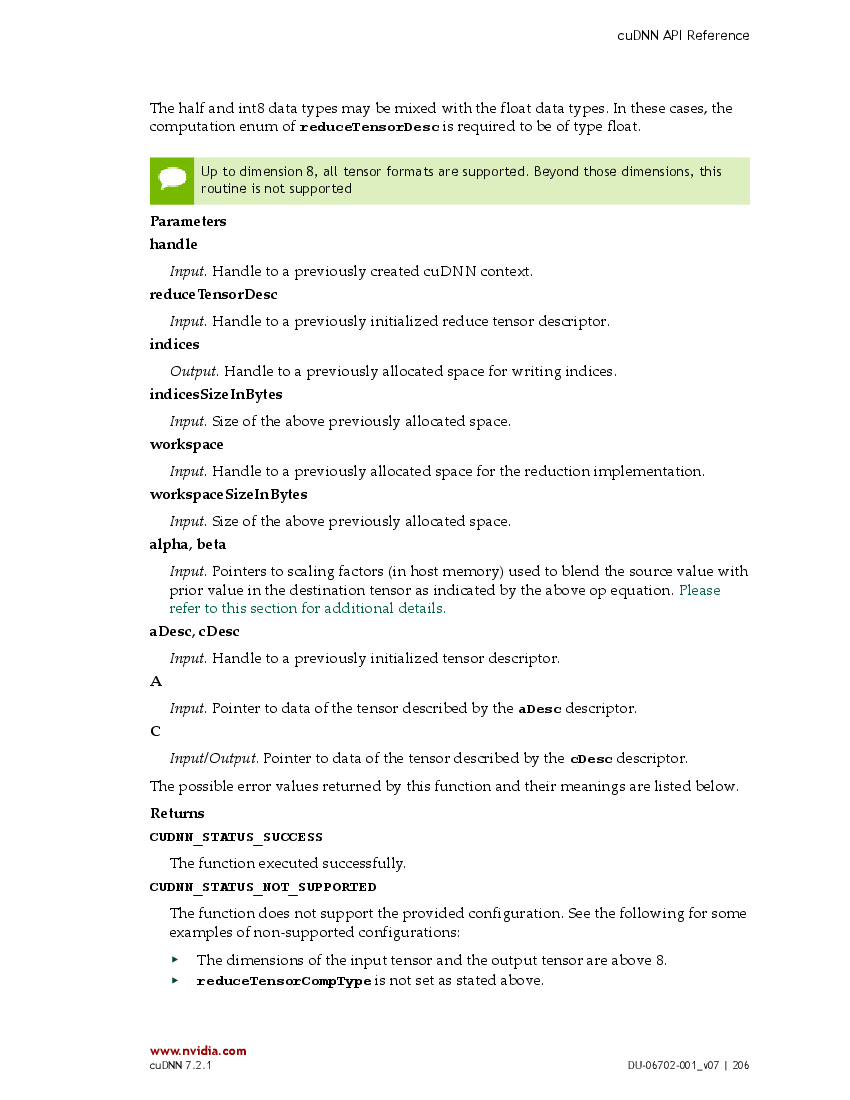 cuDNN API Reference
The half and int8 data types may be mixed with the float data types. In these cases, the
computation enum of reduceTensorDesc is required to be of type float.
Up to dimension 8, all tensor formats are supported. Beyond those dimensions, this
routine is not supported
Parameters
handle
Input. Handle to a previously created cuDNN context.
reduceTensorDesc
Input. Handle to a previously initialized reduce tensor descriptor.
indices
Output. Handle to a previously allocated space for writing indices.
indicesSizeInBytes
Input. Size of the above previously allocated space.
workspace
Input. Handle to a previously allocated space for the reduction implementation.
workspaceSizeInBytes
Input. Size of the above previously allocated space.
alpha, beta
Input. Pointers to scaling factors (in host memory) used to blend the source value with
prior value in the destination tensor as indicated by the above op equation. Please
refer to this section for additional details.
aDesc, cDesc
Input. Handle to a previously initialized tensor descriptor.
A
Input. Pointer to data of the tensor described by the aDesc descriptor.
C
Input/Output. Pointer to data of the tensor described by the cDesc descriptor.
The possible error values returned by this function and their meanings are listed below.
Returns
CUDNN_STATUS_SUCCESS
The function executed successfully.
CUDNN_STATUS_NOT_SUPPORTED
The function does not support the provided configuration. See the following for some
examples of non-supported configurations:
‣ The dimensions of the input tensor and the output tensor are above 8.
‣ reduceTensorCompType is not set as stated above.
www.nvidia.com
cuDNN 7.2.1
DU-06702-001_v07 | 206